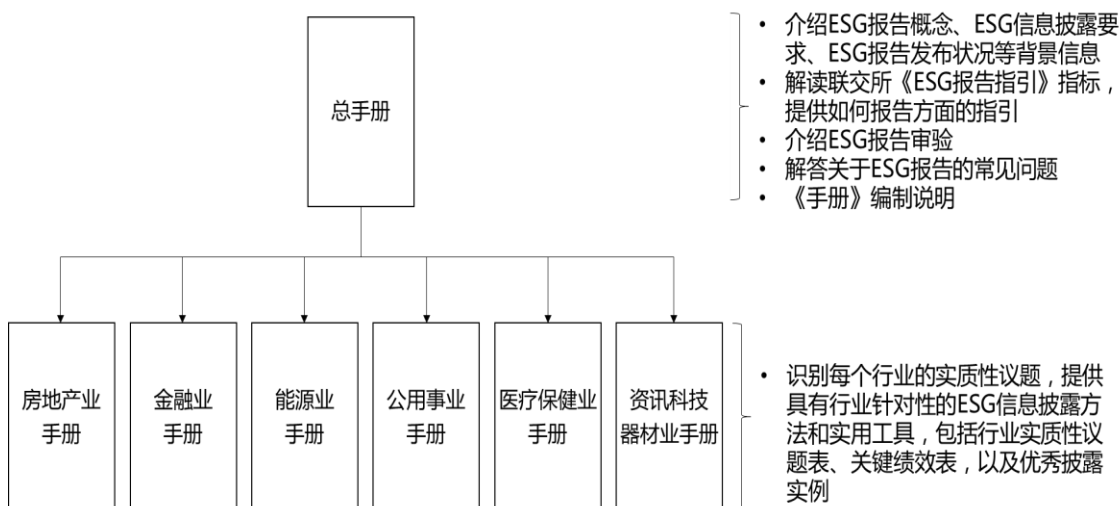 总手册
• 介绍ESG报告概念、ESG信息披露要
求、ESG报告发布状况等背景信息
• 解读联交所《ESG报告指引》指标，
提供如何报告方面的指引
• 介绍ESG报告审验
• 解答关于ESG报告的常见问题
• 《手册》编制说明
房地产业
手册
金融业
手册
能源业
手册
公用事业
手册
医疗保健业
手册
资讯科技
器材业手册
• 识别每个行业的实质性议题，提供
具有行业针对性的ESG信息披露方
法和实用工具，包括行业实质性议
题表、关键绩效表，以及优秀披露
实例